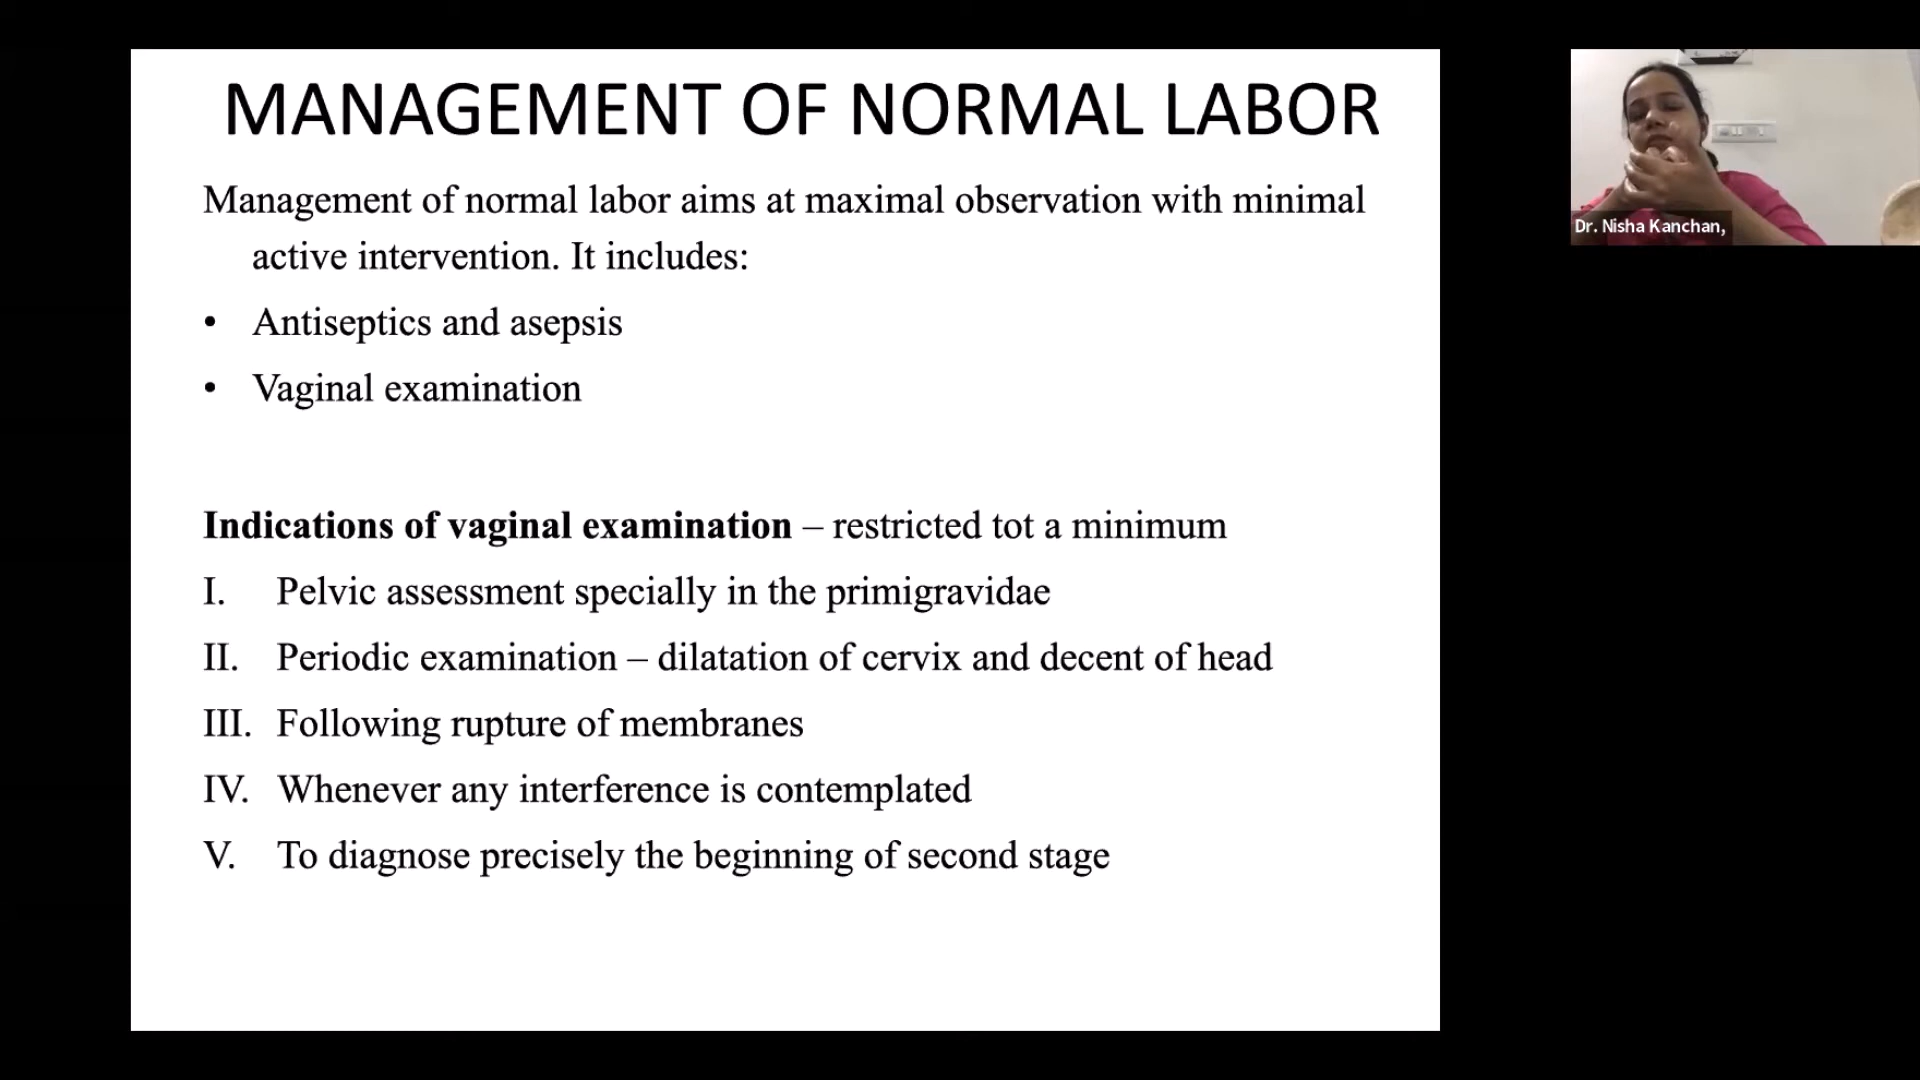 MANAGEMENT OF NORMAL LABOR
Management of normal labor aims at maximal observation with minimal
active intervention. It includes:
• Antiseptics and asepsis
• Vaginal examination
Indications of vaginal examination – restricted tot a minimum
I. Pelvic assessment specially in the primigravidae
II. Periodic examination – dilatation of cervix and decent of head
III. Following rupture of membranes
IV. Whenever any interference is contemplated
V. To diagnose precisely the beginning of second stage
Dr. Nisha Kanchan,